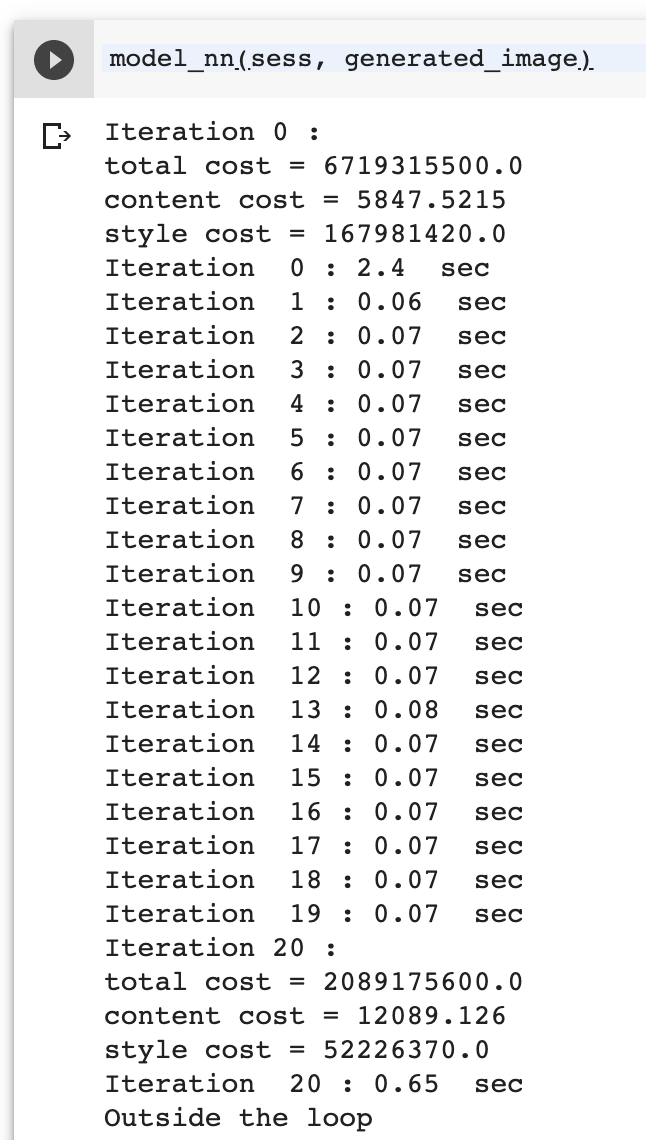 model_nn(sess, generated_image)
Iteration 0 :
total cost = 6719315500.0
content cost = 5847.5215
style cost = 167981420.0
Iteration  0 : 2.4  sec
Iteration  1 : 0.06  sec
Iteration  2 : 0.07  sec
Iteration  3 : 0.07  sec
Iteration  4 : 0.07  sec
Iteration  5 : 0.07  sec
Iteration  6 : 0.07  sec
Iteration  7 : 0.07  sec
Iteration  8 : 0.07  sec
Iteration  9 : 0.07  sec
Iteration  10 : 0.07  sec
Iteration  11 : 0.07  sec
Iteration  12 : 0.07  sec
Iteration  13 : 0.08  sec
Iteration  14 : 0.07  sec
Iteration  15 : 0.07  sec
Iteration  16 : 0.07  sec
Iteration  17 : 0.07  sec
Iteration  18 : 0.07  sec
Iteration  19 : 0.07  sec
Iteration 20 :
total cost = 2089175600.0
content cost = 12089.126
style cost = 52226370.0
Iteration  20 : 0.65  sec
Outside the loop